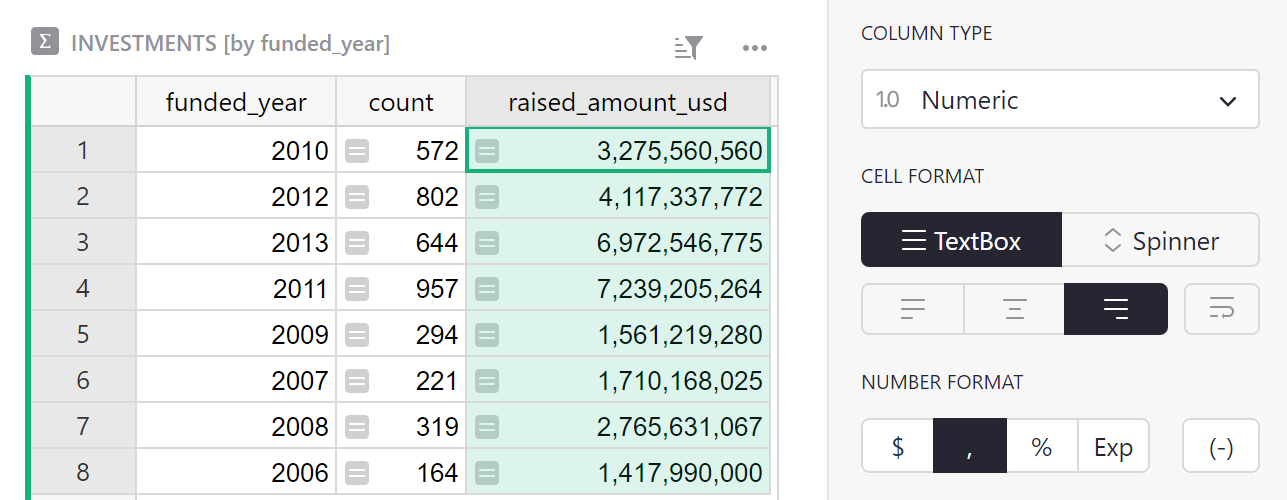 Σ INVESTMENTS [by funded_year]
funded_year count raised_amount_usd
1 2010 = 572 = 3,275,560,560
2 2012 = 802 = 4,117,337,772
3 2013 = 644 = 6,972,546,775
4 2011 = 957 = 7,239,205,264
5 2009 = 294 = 1,561,219,280
6 2007 = 221 = 1,710,168,025
7 2008 = 319 = 2,765,631,067
8 2006 = 164 = 1,417,990,000
COLUMN TYPE
1.0 Numeric
CELL FORMAT
TextBox Spinner
NUMBER FORMAT
$ , % Exp (-)